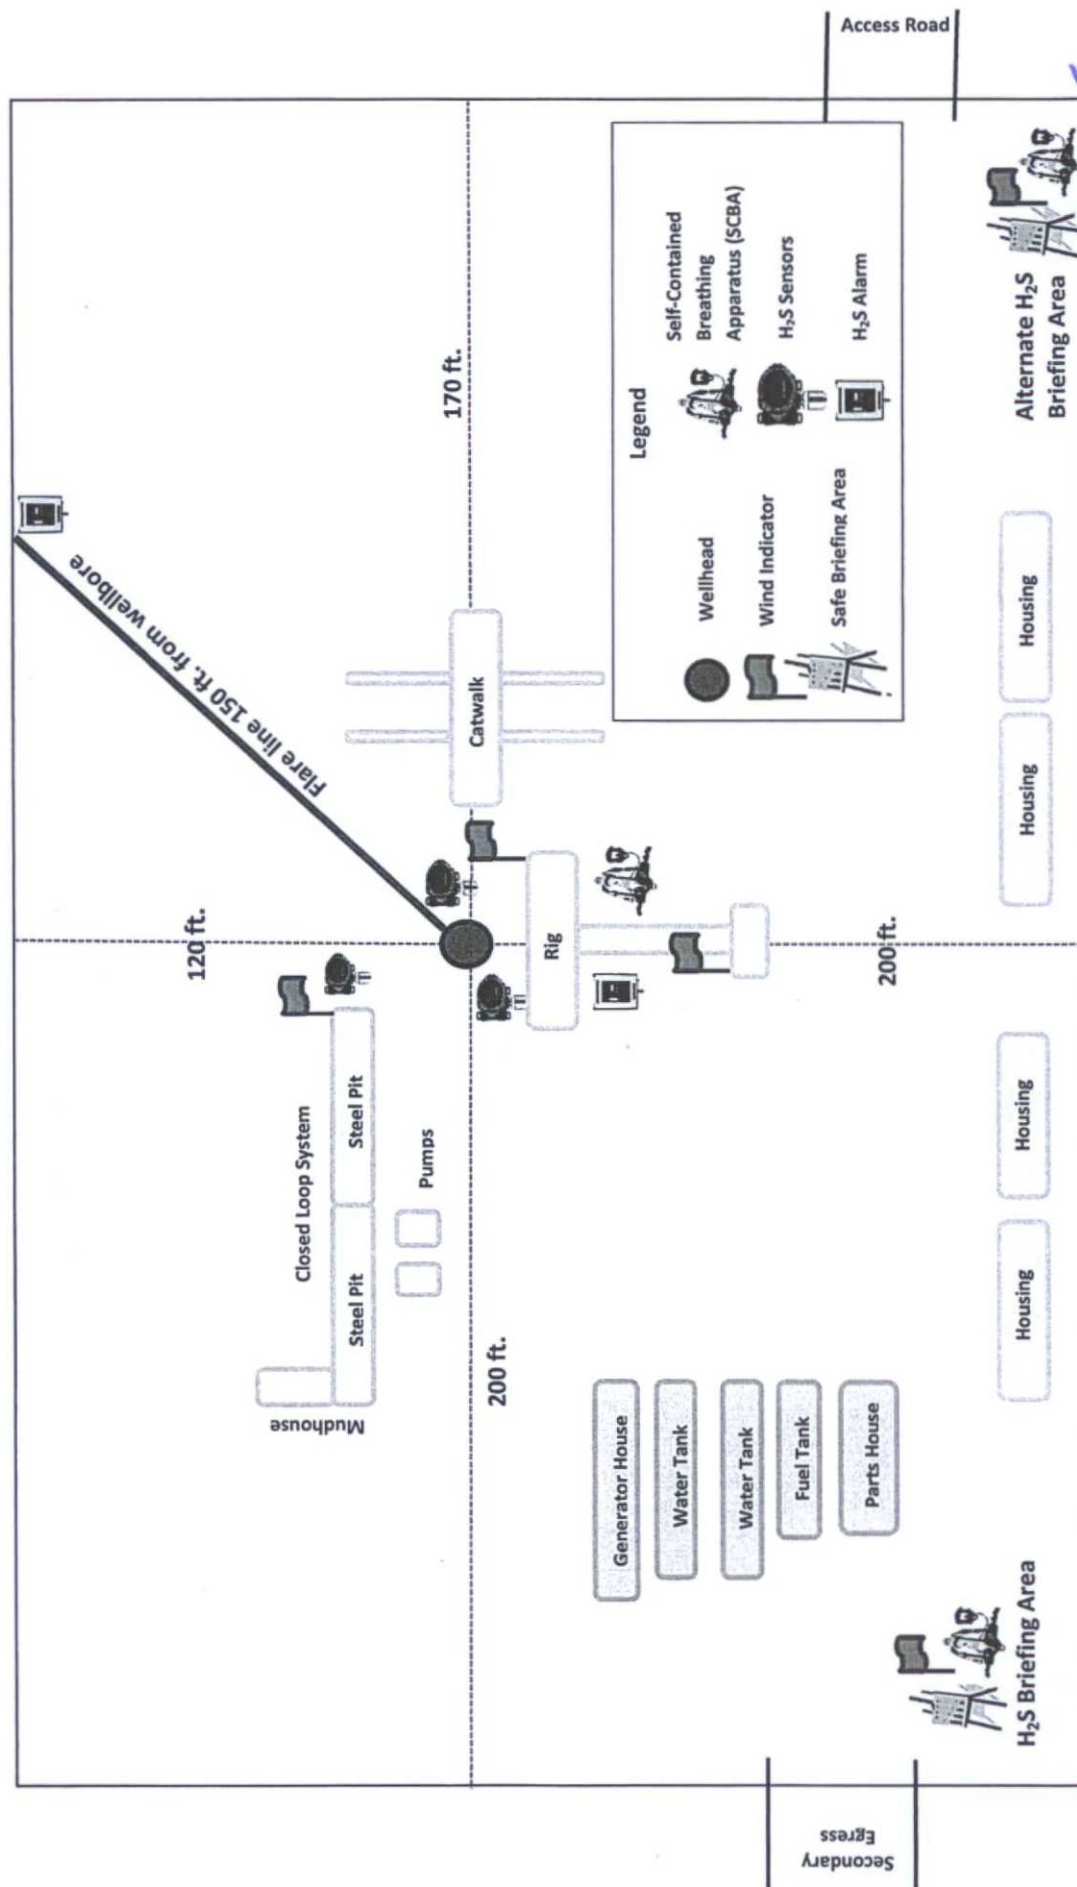 Secondary
Egress
Access Road
Flare line 150 ft. from wellbore
120 ft.
170 ft.
200 ft.
200 ft.
Closed Loop System
Mudhouse
Steel Pit
Steel Pit
Pumps
Catwalk
Rig
Generator House
Water Tank
Water Tank
Fuel Tank
Parts House
Legend
Wellhead
Wind Indicator
Safe Briefing Area
Self-Contained
Breathing
Apparatus (SCBA)
H₂S Sensors
H₂S Alarm
Housing
Housing
Housing
Housing
H₂S Briefing Area
Alternate H₂S
Briefing Area